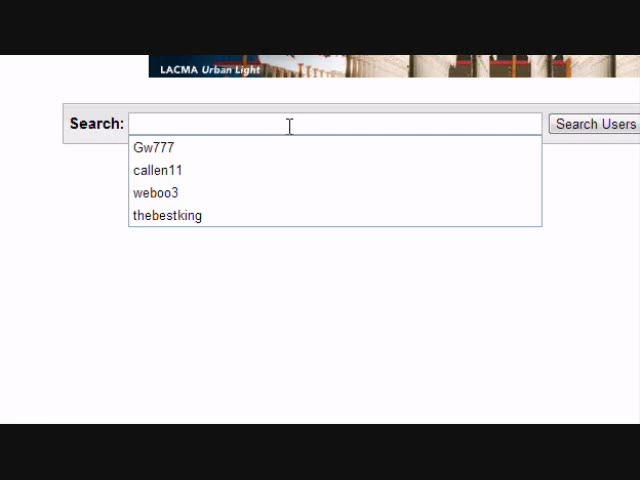 LACMA Urban Light
Search: Search Users
Gw777
callen11
weboo3
thebestking